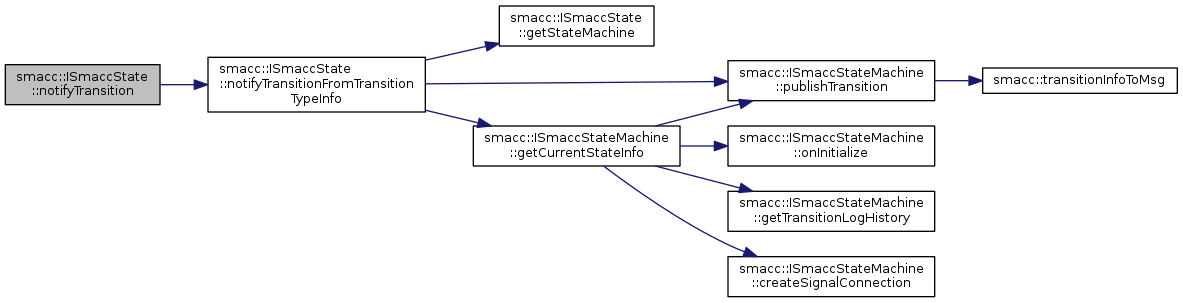 smacc::ISmaccState
::notifyTransition
smacc::ISmaccState
::notifyTransitionFromTransition
TypeInfo
smacc::ISmaccState
::getStateMachine
smacc::ISmaccStateMachine
::getCurrentStateInfo
smacc::ISmaccStateMachine
::publishTransition
smacc::ISmaccStateMachine
::onInitialize
smacc::ISmaccStateMachine
::getTransitionLogHistory
smacc::ISmaccStateMachine
::createSignalConnection
smacc::transitionInfoToMsg